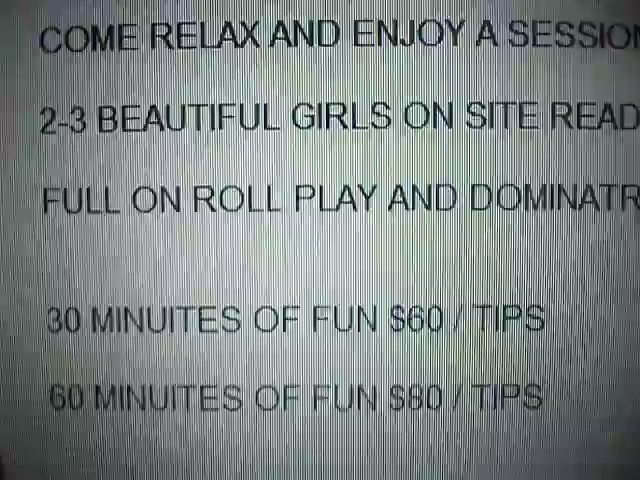 COME RELAX AND ENJOY A SESSION
2-3 BEAUTIFUL GIRLS ON SITE READ
FULL ON ROLL PLAY AND DOMINATR
30 MINUITES OF FUN $60 / TIPS
60 MINUITES OF FUN $80 / TIPS